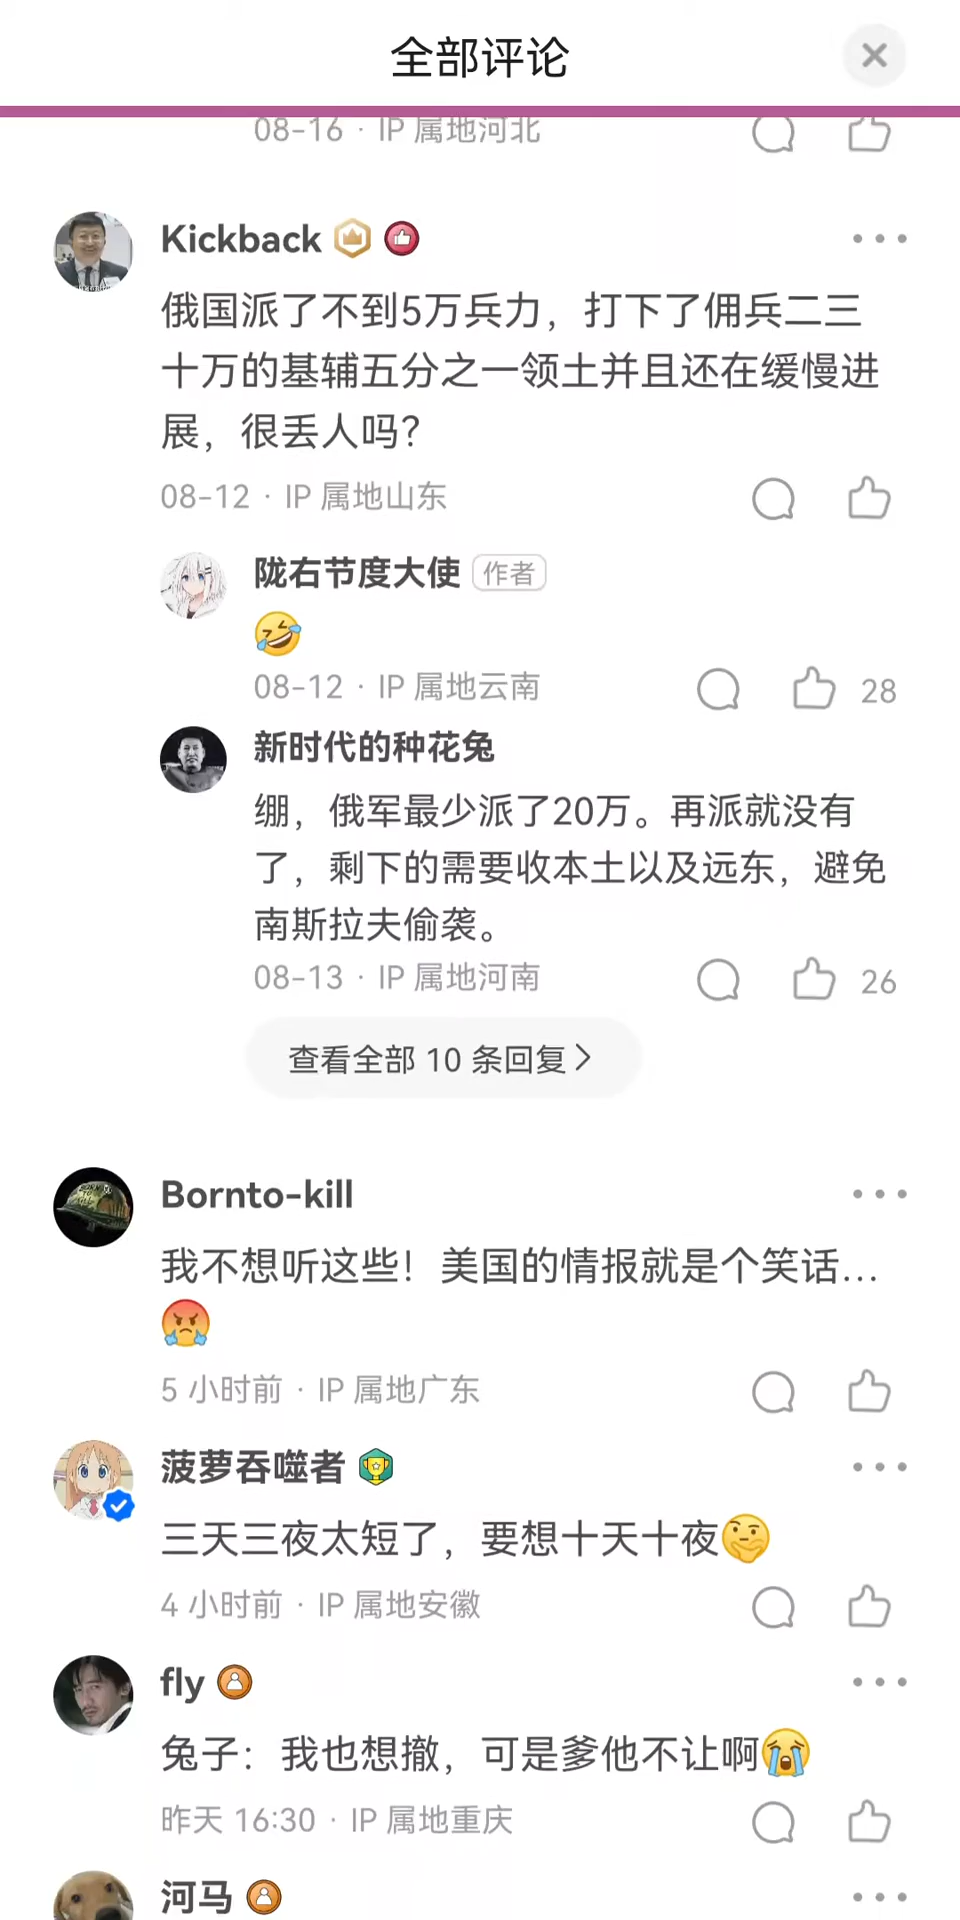 全部评论
08-16 · IP 属地河北
Kickback
俄国派了不到5万兵力，打下了佣兵二三
十万的基辅五分之一领土并且还在缓慢进
展，很丢人吗？
08-12 · IP 属地山东
陇右节度大使 作者
08-12 · IP 属地云南 28
新时代的种花兔
绷，俄军最少派了20万。再派就没有
了，剩下的需要收本土以及远东，避免
南斯拉夫偷袭。
08-13 · IP 属地河南 26
查看全部 10 条回复
Bornto-kill
我不想听这些！美国的情报就是个笑话...
5 小时前 · IP 属地广东
菠萝吞噬者
三天三夜太短了，要想十天十夜
4 小时前 · IP 属地安徽
fly
兔子：我也想撤，可是爹他不让啊
昨天 16:30 · IP 属地重庆
河马